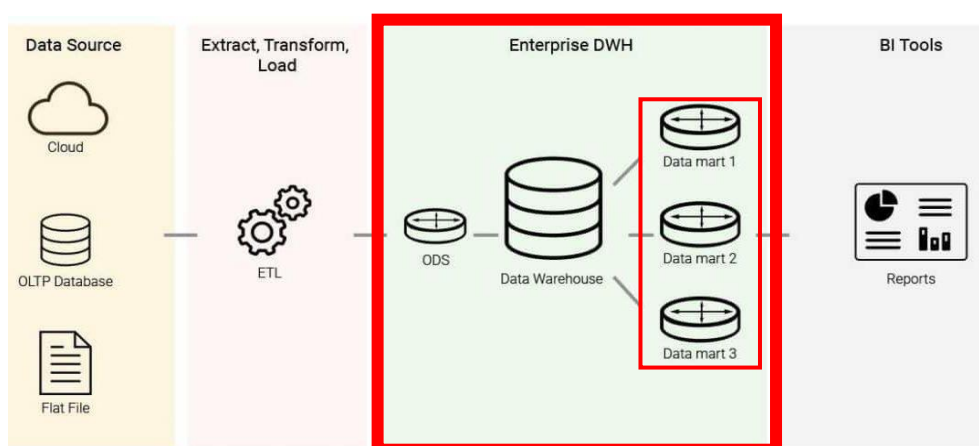 Data Source
Extract, Transform,
Load
Enterprise DWH
BI Tools
Cloud
OLTP Database
Flat File
ETL
ODS
Data Warehouse
Data mart 1
Data mart 2
Data mart 3
Reports